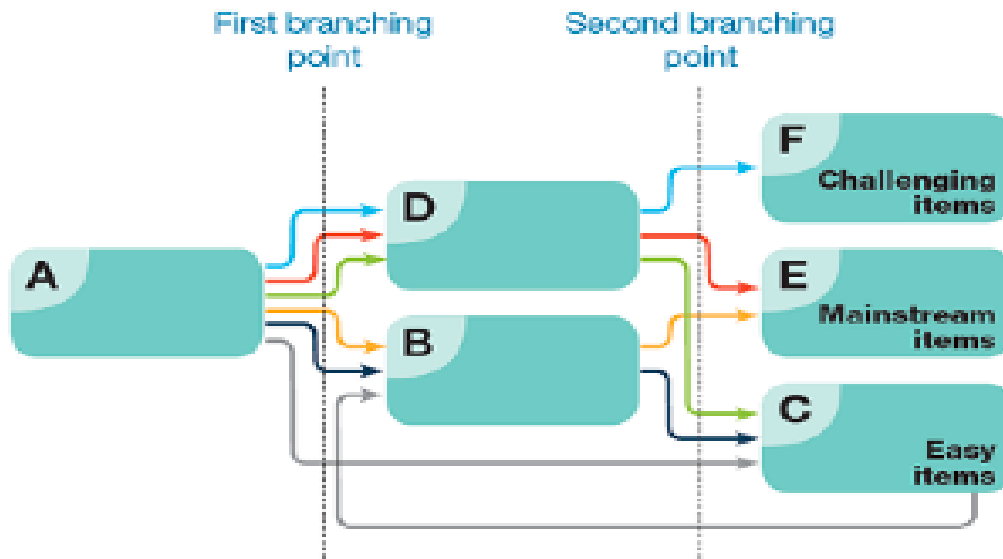 First branching
point
Second branching
point
F
Challenging
items
D
A
E
Mainstream
items
B
C
Easy
items